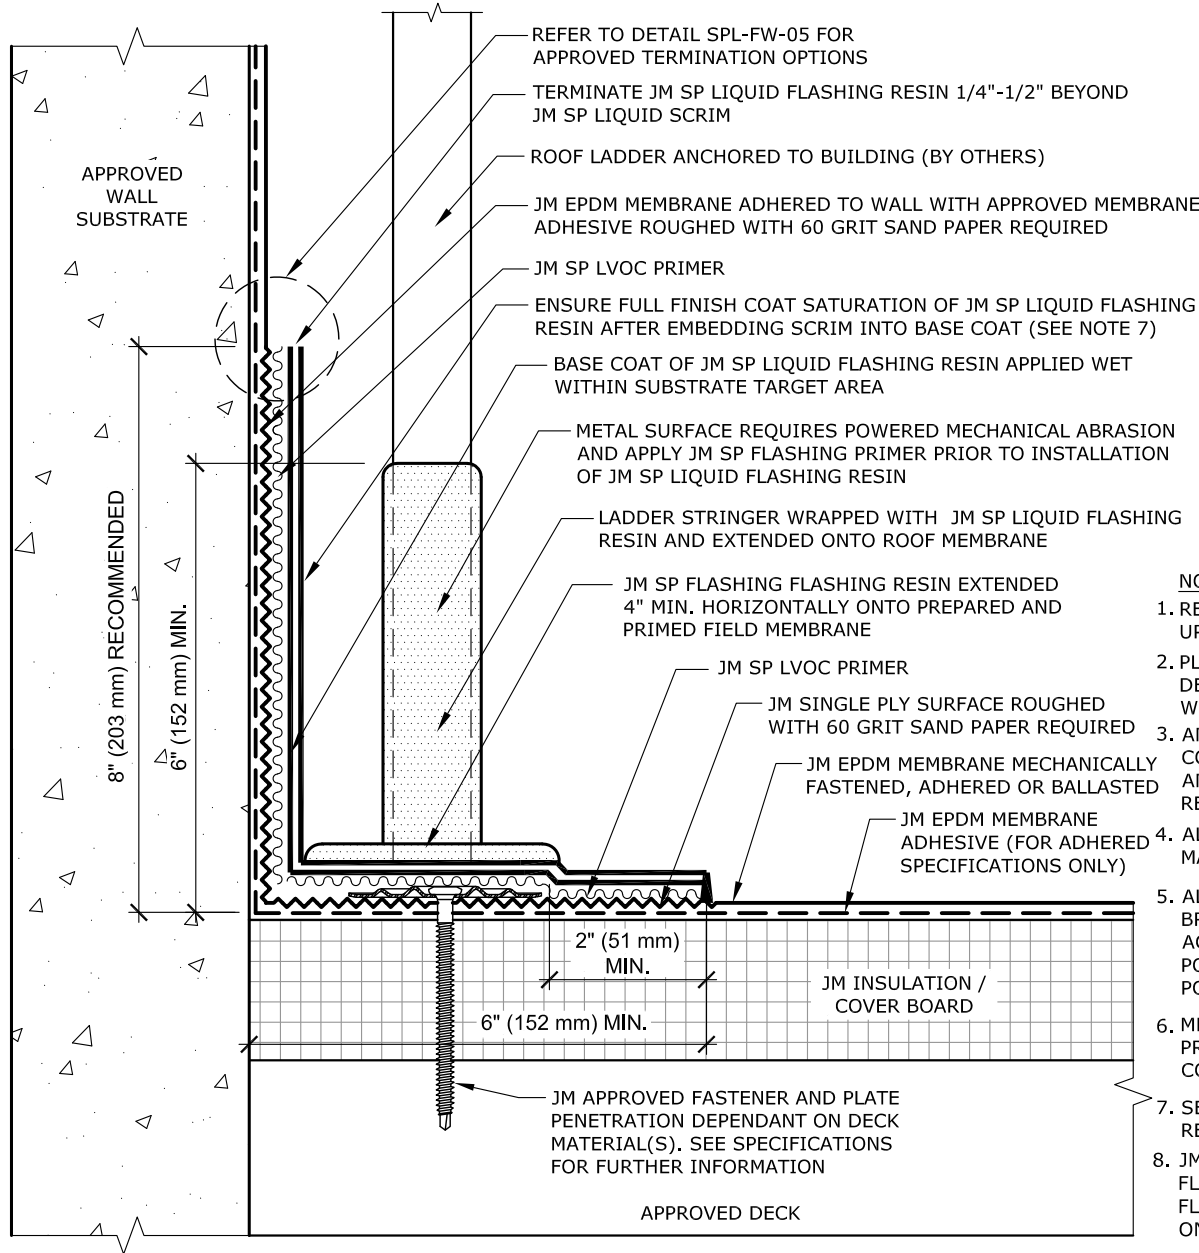 REFER TO DETAIL SPL-FW-05 FOR
APPROVED TERMINATION OPTIONS
TERMINATE JM SP LIQUID FLASHING RESIN 1/4"-1/2" BEYOND
JM SP LIQUID SCRIM
ROOF LADDER ANCHORED TO BUILDING (BY OTHERS)
APPROVED
WALL
SUBSTRATE
JM EPDM MEMBRANE ADHERED TO WALL WITH APPROVED MEMBRANE
ADHESIVE ROUGHED WITH 60 GRIT SAND PAPER REQUIRED
JM SP LVOC PRIMER
ENSURE FULL FINISH COAT SATURATION OF JM SP LIQUID FLASHING
RESIN AFTER EMBEDDING SCRIM INTO BASE COAT (SEE NOTE 7)
BASE COAT OF JM SP LIQUID FLASHING RESIN APPLIED WET
WITHIN SUBSTRATE TARGET AREA
METAL SURFACE REQUIRES POWERED MECHANICAL ABRASION
AND APPLY JM SP FLASHING PRIMER PRIOR TO INSTALLATION
OF JM SP LIQUID FLASHING RESIN
LADDER STRINGER WRAPPED WITH JM SP LIQUID FLASHING
RESIN AND EXTENDED ONTO ROOF MEMBRANE
JM SP FLASHING FLASHING RESIN EXTENDED
4" MIN. HORIZONTALLY ONTO PREPARED AND
PRIMED FIELD MEMBRANE
JM SP LVOC PRIMER
JM SINGLE PLY SURFACE ROUGHED
WITH 60 GRIT SAND PAPER REQUIRED
JM EPDM MEMBRANE MECHANICALLY
FASTENED, ADHERED OR BALLASTED
JM EPDM MEMBRANE
ADHESIVE (FOR ADHERED
SPECIFICATIONS ONLY)
8" (203 mm) RECOMMENDED
6" (152 mm) MIN.
2" (51 mm)
MIN.
6" (152 mm) MIN.
JM INSULATION /
COVER BOARD
JM APPROVED FASTENER AND PLATE
PENETRATION DEPENDANT ON DECK
MATERIAL(S). SEE SPECIFICATIONS
FOR FURTHER INFORMATION
APPROVED DECK
1.
2.
3.
4.
5.
6.
7.
8. JM